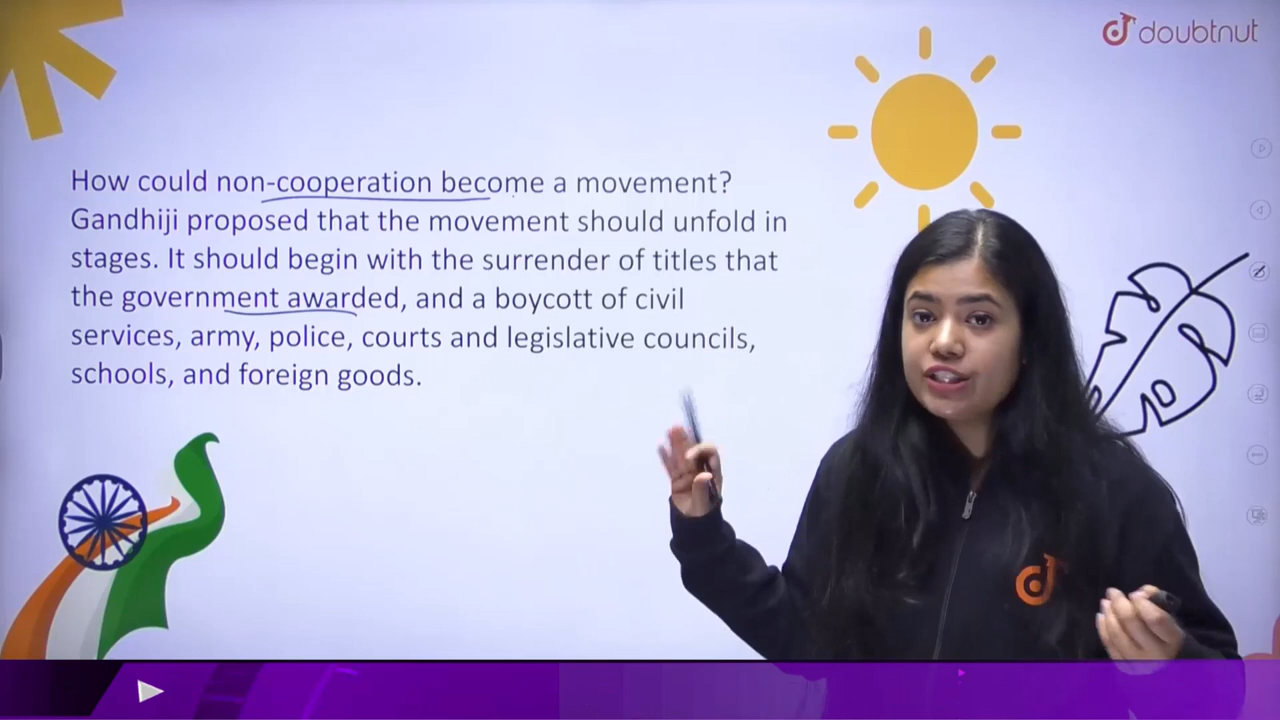 doubtnut
How could non-cooperation become a movement?
Gandhiji proposed that the movement should unfold in
stages. It should begin with the surrender of titles that
the government awarded, and a boycott of civil
services, army, police, courts and legislative councils,
schools, and foreign goods.